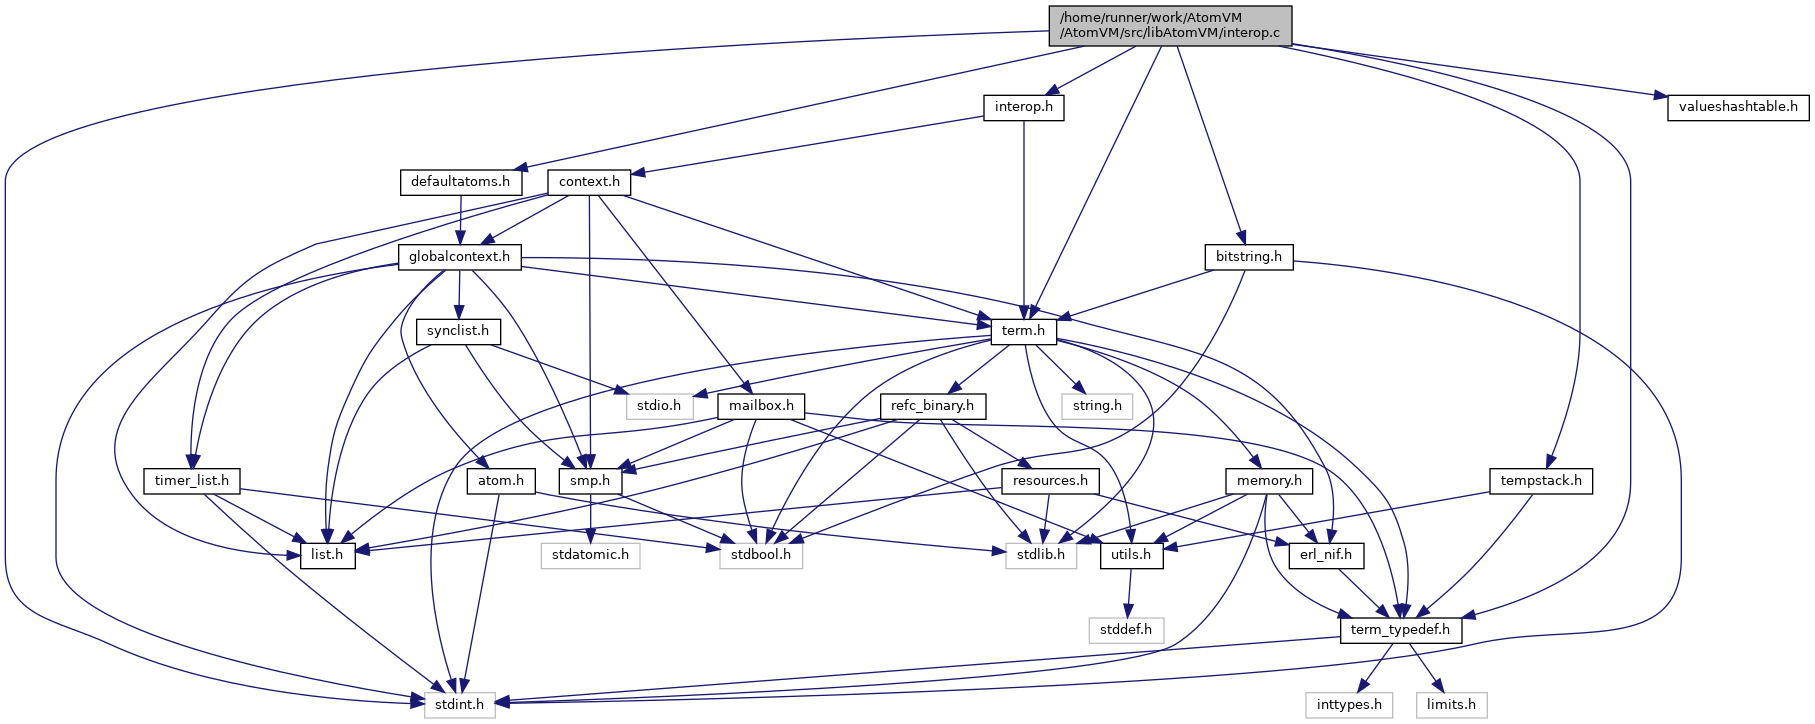 /home/runner/work/AtomVM
/AtomVM/src/libAtomVM/interop.c
interop.h
valueshashtable.h
defaultatoms.h
context.h
globalcontext.h
bitstring.h
synclist.h
term.h
stdio.h
mailbox.h
refc_binary.h
string.h
timer_list.h
atom.h
smp.h
resources.h
memory.h
tempstack.h
list.h
stdatomic.h
stdbool.h
stdlib.h
utils.h
erl_nif.h
stddef.h
term_typedef.h
stdint.h
inttypes.h
limits.h